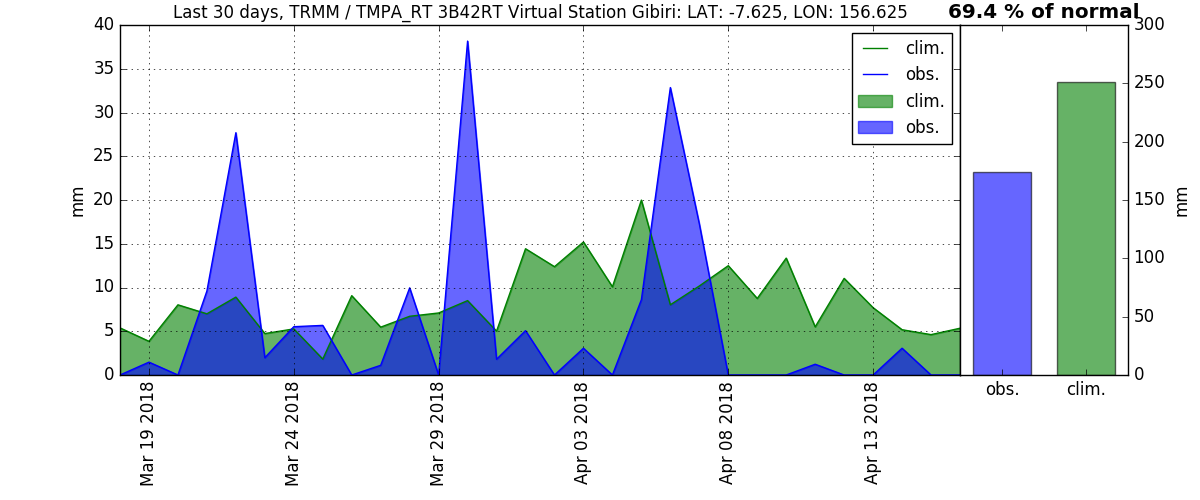 Last 30 days, TRMM / TMPA_RT 3B42RT Virtual Station Gibiri: LAT: -7.625, LON: 156.625
69.4 % of normal
40
35
30
25
20
15
10
5
0
mm
clim.
obs.
clim.
obs.
Mar 19 2018
Mar 24 2018
Mar 29 2018
Apr 03 2018
Apr 08 2018
Apr 13 2018
300
250
200
150
100
50
0
mm
obs.
clim.